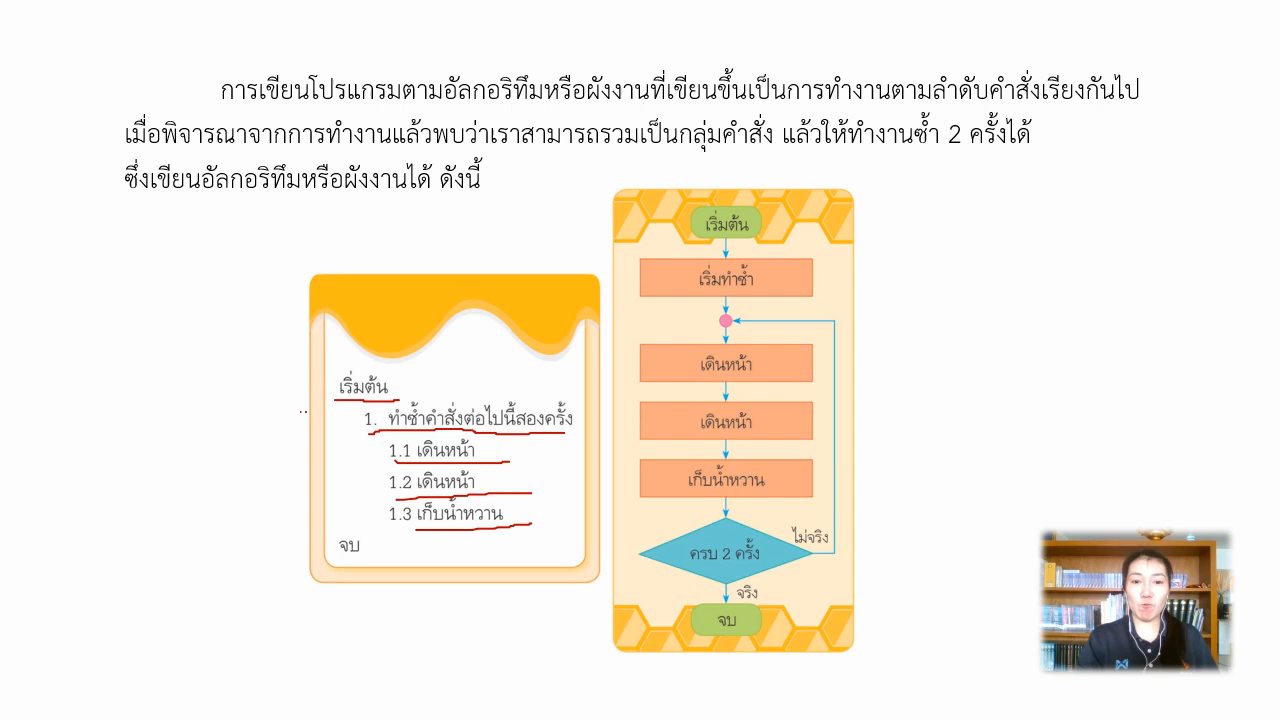 การเขียนโปรแกรมตามอัลกอริทึมหรือผังงานที่เขียนขึ้นเป็นการทำงานตามลำดับคำสั่งเรียงกันไป
เมื่อพิจารณาจากการทำงานแล้วพบว่าเราสามารถรวมเป็นกลุ่มคำสั่ง แล้วให้ทำงานซ้ำ 2 ครั้งได้
ซึ่งเขียนอัลกอริทึมหรือผังงานได้ ดังนี้
เริ่มต้น
1. ทำซ้ำคำสั่งต่อไปนี้สองครั้ง
1.1 เดินหน้า
1.2 เดินหน้า
1.3 เก็บน้ำหวาน
จบ
เริ่มต้น
เริ่มทำซ้ำ
เดินหน้า
เดินหน้า
เก็บน้ำหวาน
ครบ 2 ครั้ง
ไม่จริง
จริง
จบ